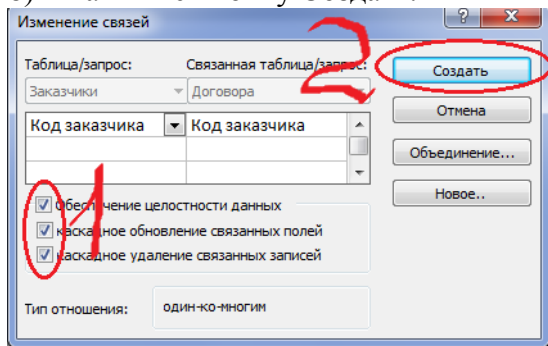 Изменение связей
Таблица/запрос: Связанная таблица/запрос:
Заказчики Договора
Код заказчика Код заказчика
Обеспечение целостности данных
каскадное обновление связанных полей
каскадное удаление связанных записей
Тип отношения: один-ко-многим
Создать
Отмена
Объединение...
Новое..
1
2